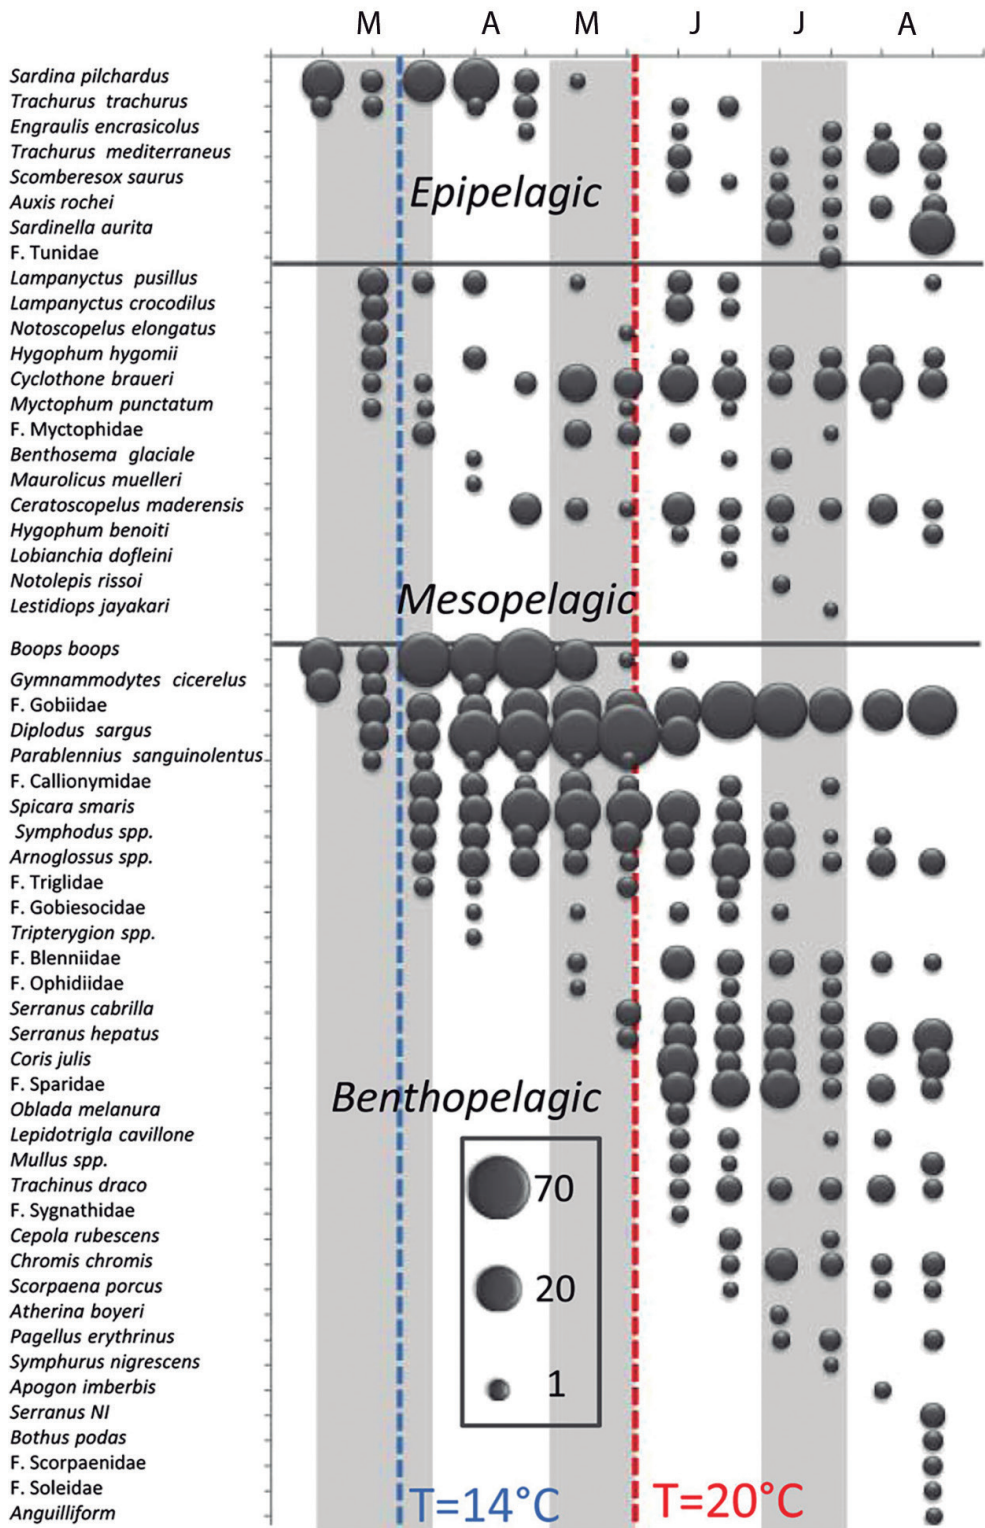 M A M J J A
Sardina pilchardus
Trachurus trachurus
Engraulis encrasicolus
Trachurus mediterraneus
Scomberesox saurus
Epipelagic
Auxis rochei
Sardinella aurita
F. Tunidae
Lampanyctus pusillus
Lampanyctus crocodilus
Notoscopelus elongatus
Hygophum hygomii
Cyclothone braueri
Myctophum punctatum
F. Myctophidae
Benthosema glaciale
Maurolicus muelleri
Ceratoscopelus maderensis
Hygophum benoiti
Lobianchia dofleini
Notolepis rissoi
Mesopelagic
Lestidiops jayakari
Boops boops
Gymnammodytes cicerelus
F. Gobiidae
Diplodus sargus
Parablennius sanguinolentus
F. Callionymidae
Spicara smaris
Symphodus spp.
Arnoglossus spp.
F. Triglidae
F. Gobiesocidae
Tripterygion spp.
F. Blenniidae
F. Ophidiidae
Serranus cabrilla
Serranus hepatus
Coris julis
F. Sparidae
Benthopelagic
Oblada melanura
Lepidotrigla cavillone
Mullus spp.
Trachinus draco
70
F. Sygnathidae
Cepola rubescens
Chromis chromis
Scorpaena porcus
20
Atherina boyeri
Pagellus erythrinus
Symphurus nigrescens
Apogon imberbis
1
Serranus NI
Bothus podas
F. Scorpaenidae
F. Soleidae
Anguilliform
T=14°C
T=20°C